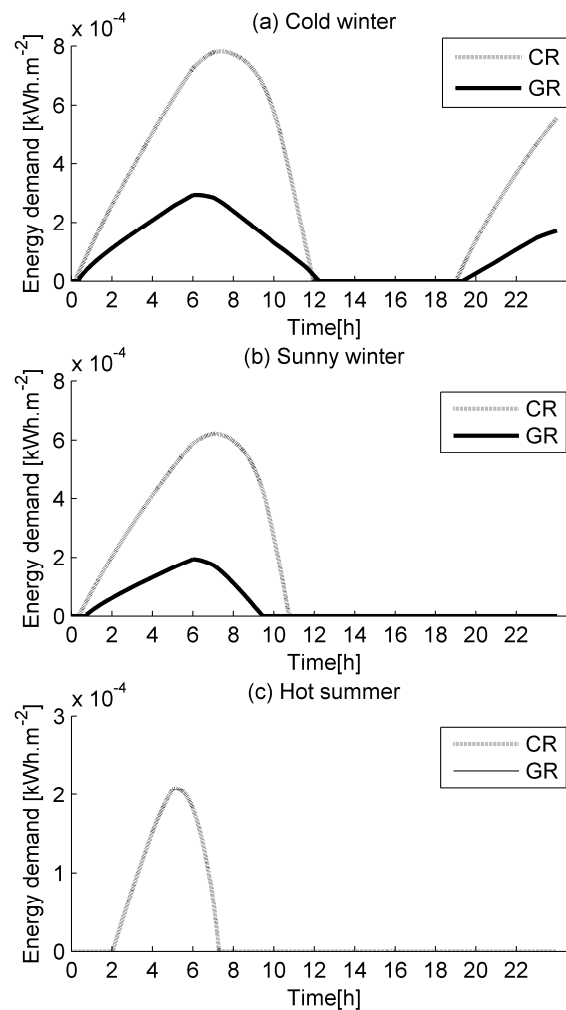 (a) Cold winter
x 10^-4
8
6
4
2
0
Energy demand [kWh.m^-2]
CR
GR
0 2 4 6 8 10 12 14 16 18 20 22
Time[h]
(b) Sunny winter
x 10^-4
8
6
4
2
0
Energy demand [kWh.m^-2]
CR
GR
0 2 4 6 8 10 12 14 16 18 20 22
Time[h]
(c) Hot summer
x 10^-4
3
2
1
0
Energy demand [kWh.m^-2]
CR
GR
0 2 4 6 8 10 12 14 16 18 20 22
Time[h]